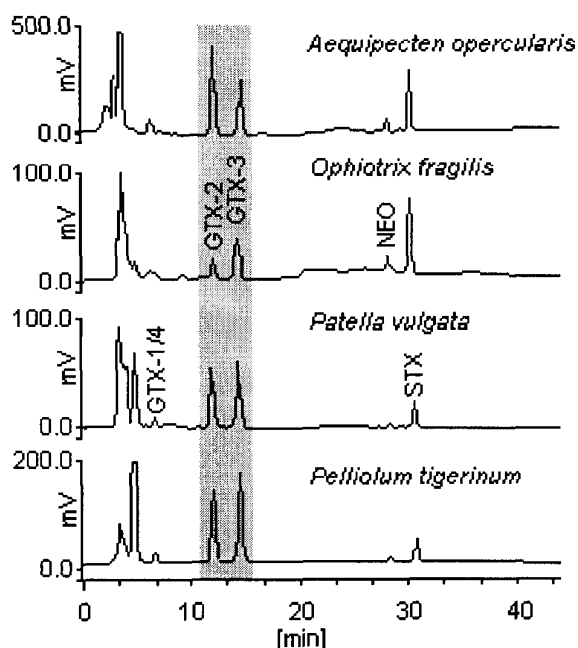 500.0
mV
0.0
Aequipecten opercularis
100.0
mV
0.0
Ophiotrix fragilis
GTX-2
GTX-3
NEO
100.0
mV
0.0
Patella vulgata
GTX-1/4
STX
200.0
mV
0.0
Pelliolum tigerinum
0 10 20 30 40
[min]